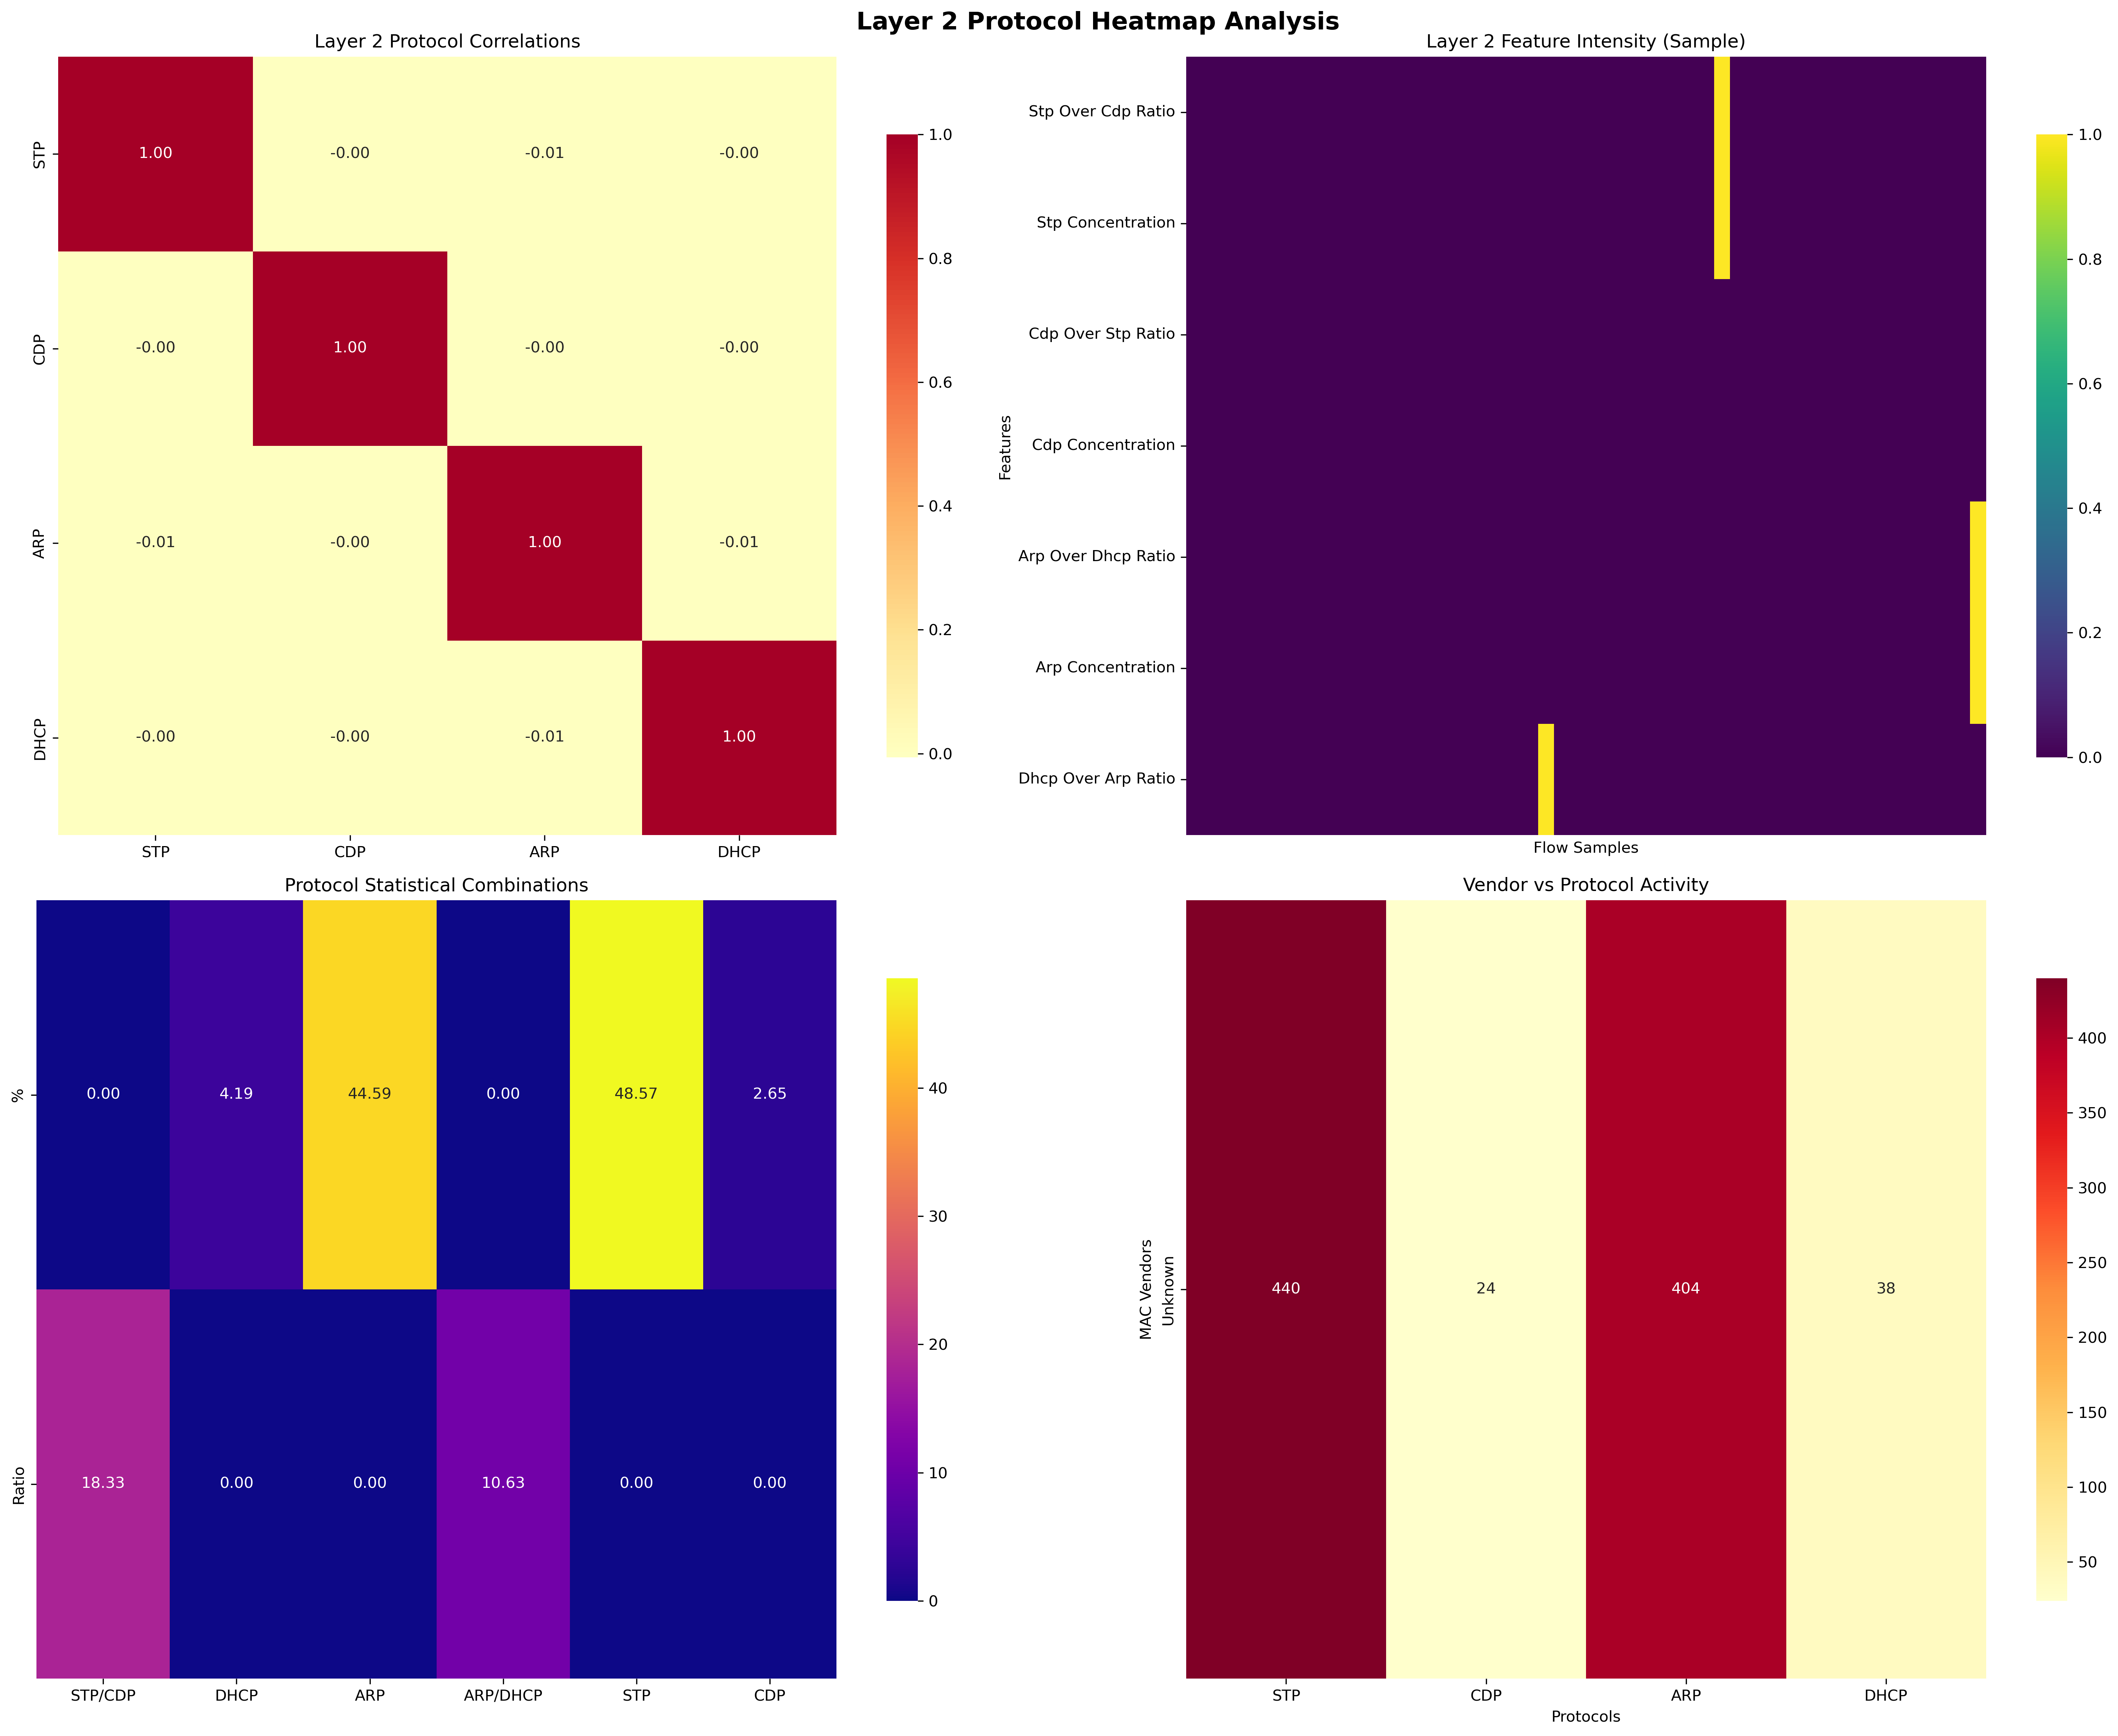 Layer 2 Protocol Heatmap Analysis
Layer 2 Protocol Correlations
STP
1.00 -0.00 -0.01 -0.00
CDP
-0.00 1.00 -0.00 -0.00
ARP
-0.01 -0.00 1.00 -0.01
DHCP
-0.00 -0.00 -0.01 1.00
STP CDP ARP DHCP
1.0
0.8
0.6
0.4
0.2
0.0
Layer 2 Feature Intensity (Sample)
Features
Stp Over Cdp Ratio
Stp Concentration
Cdp Over Stp Ratio
Cdp Concentration
Arp Over Dhcp Ratio
Arp Concentration
Dhcp Over Arp Ratio
Flow Samples
1.0
0.8
0.6
0.4
0.2
0.0
Protocol Statistical Combinations
%
0.00 4.19 44.59 0.00 48.57 2.65
Ratio
18.33 0.00 0.00 10.63 0.00 0.00
STP/CDP DHCP ARP ARP/DHCP STP CDP
40
30
20
10
0
Vendor vs Protocol Activity
MAC Vendors
Unknown
440 24 404 38
STP CDP ARP DHCP
Protocols
400
350
300
250
200
150
100
50